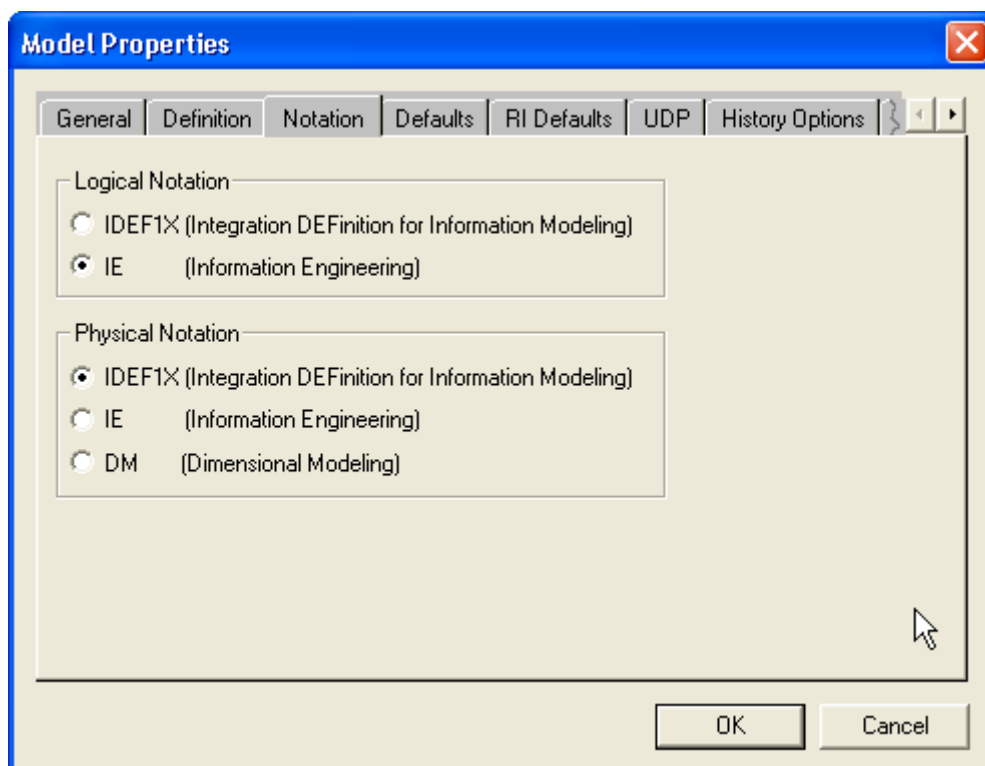 Model Properties
General Definition Notation Defaults RI Defaults UDP History Options
Logical Notation
IDEF1X (Integration DEFinition for Information Modeling)
IE (Information Engineering)
Physical Notation
IDEF1X (Integration DEFinition for Information Modeling)
IE (Information Engineering)
DM (Dimensional Modeling)
OK Cancel